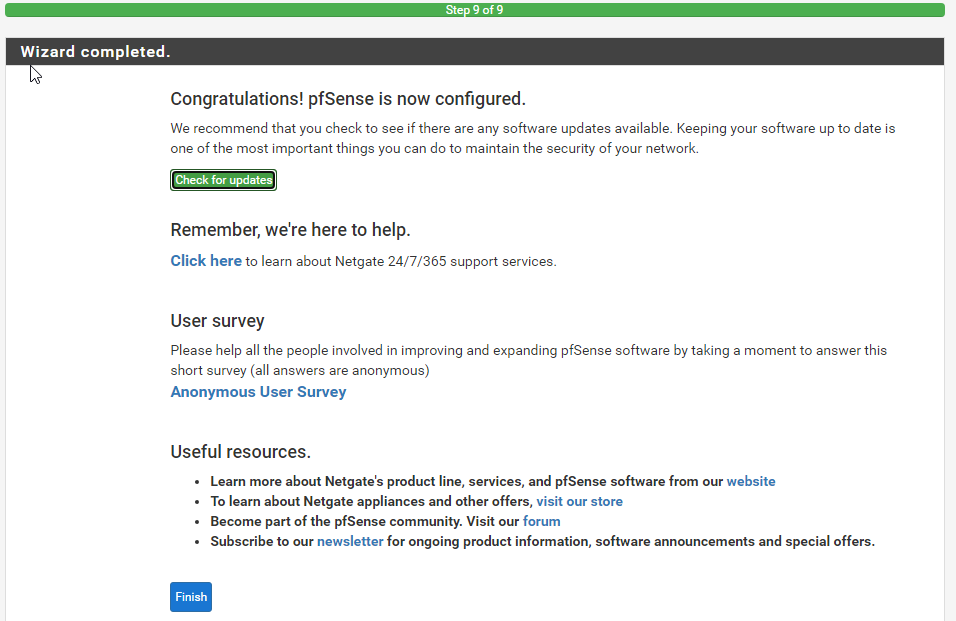 Step 9 of 9
Wizard completed.
Congratulations! pfSense is now configured.
We recommend that you check to see if there are any software updates available. Keeping your software up to date is
one of the most important things you can do to maintain the security of your network.
Check for updates
Remember, we're here to help.
Click here to learn about Netgate 24/7/365 support services.
User survey
Please help all the people involved in improving and expanding pfSense software by taking a moment to answer this
short survey (all answers are anonymous)
Anonymous User Survey
Useful resources.
• Learn more about Netgate's product line, services, and pfSense software from our website
• To learn about Netgate appliances and other offers, visit our store
• Become part of the pfSense community. Visit our forum
• Subscribe to our newsletter for ongoing product information, software announcements and special offers.
Finish